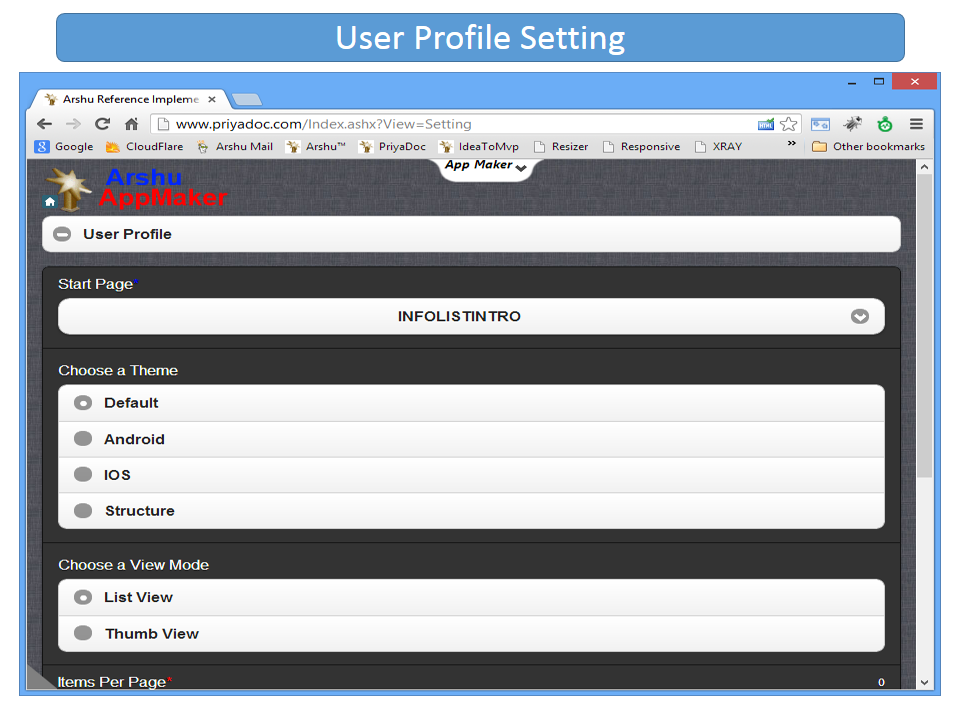 User Profile Setting
Arshu Reference Impleme
www.priyadoc.com/Index.ashx?View=Setting
Google CloudFlare Arshu Mail Arshu™ PriyaDoc IdeaToMvp Resizer Responsive XRAY » Other bookmarks
App Maker
Arshu
AppMaker
User Profile
Start Page*
INFOLISTINTRO
Choose a Theme
Default
Android
IOS
Structure
Choose a View Mode
List View
Thumb View
Items Per Page* 0